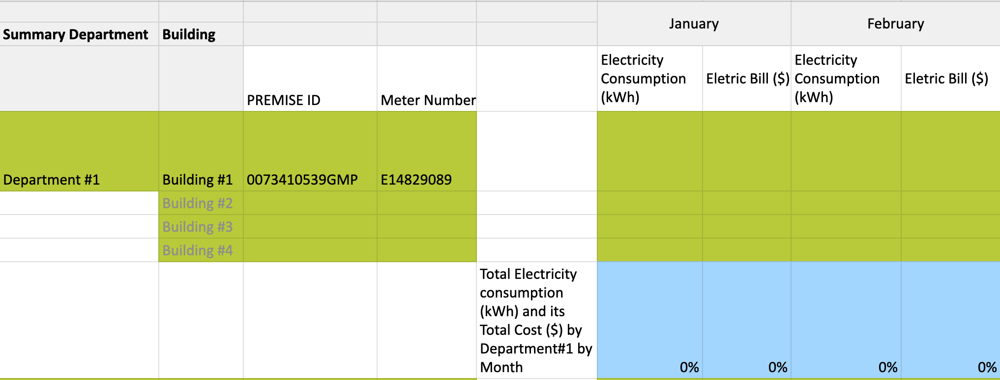 January
February
Summary Department
Building
PREMISE ID
Meter Number
Electricity
Consumption
(kWh)
Eletric Bill ($)
Electricity
Consumption
(kWh)
Eletric Bill ($)
Department #1
Building #1
0073410539GMP
E14829089
Building #2
Building #3
Building #4
Total Electricity
consumption
(kWh) and its
Total Cost ($) by
Department#1 by
Month
0%
0%
0%
0%